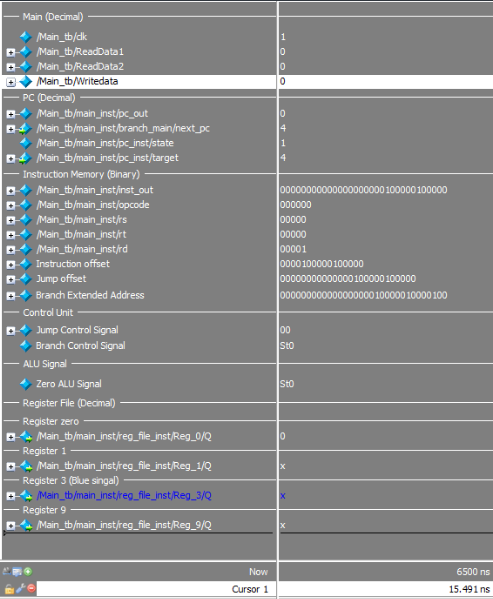 Main (Decimal)
/Main_tb/clk 1
/Main_tb/ReadData1 0
/Main_tb/ReadData2 0
/Main_tb/Writedata 0
PC (Decimal)
/Main_tb/main_inst/pc_out 0
/Main_tb/main_inst/branch_main/next_pc 4
/Main_tb/main_inst/pc_inst/state 1
/Main_tb/main_inst/pc_inst/target 4
Instruction Memory (Binary)
/Main_tb/main_inst/inst_out 00000000000000000000100000100000
/Main_tb/main_inst/opcode 000000
/Main_tb/main_inst/rs 00000
/Main_tb/main_inst/rt 00000
/Main_tb/main_inst/rd 00001
Instruction offset 0000100000100000
Jump offset 00000000000000100000100000
Branch Extended Address 00000000000000000010000010000100
Control Unit
Jump Control Signal 00
Branch Control Signal St0
ALU Signal
Zero ALU Signal St0
Register File (Decimal)
Register zero
/Main_tb/main_inst/reg_file_inst/Reg_0/Q 0
Register 1
/Main_tb/main_inst/reg_file_inst/Reg_1/Q x
Register 3 (Blue singal)
/Main_tb/main_inst/reg_file_inst/Reg_3/Q x
Register 9
/Main_tb/main_inst/reg_file_inst/Reg_9/Q x
Now 6500 ns
Cursor 1 15.491 ns